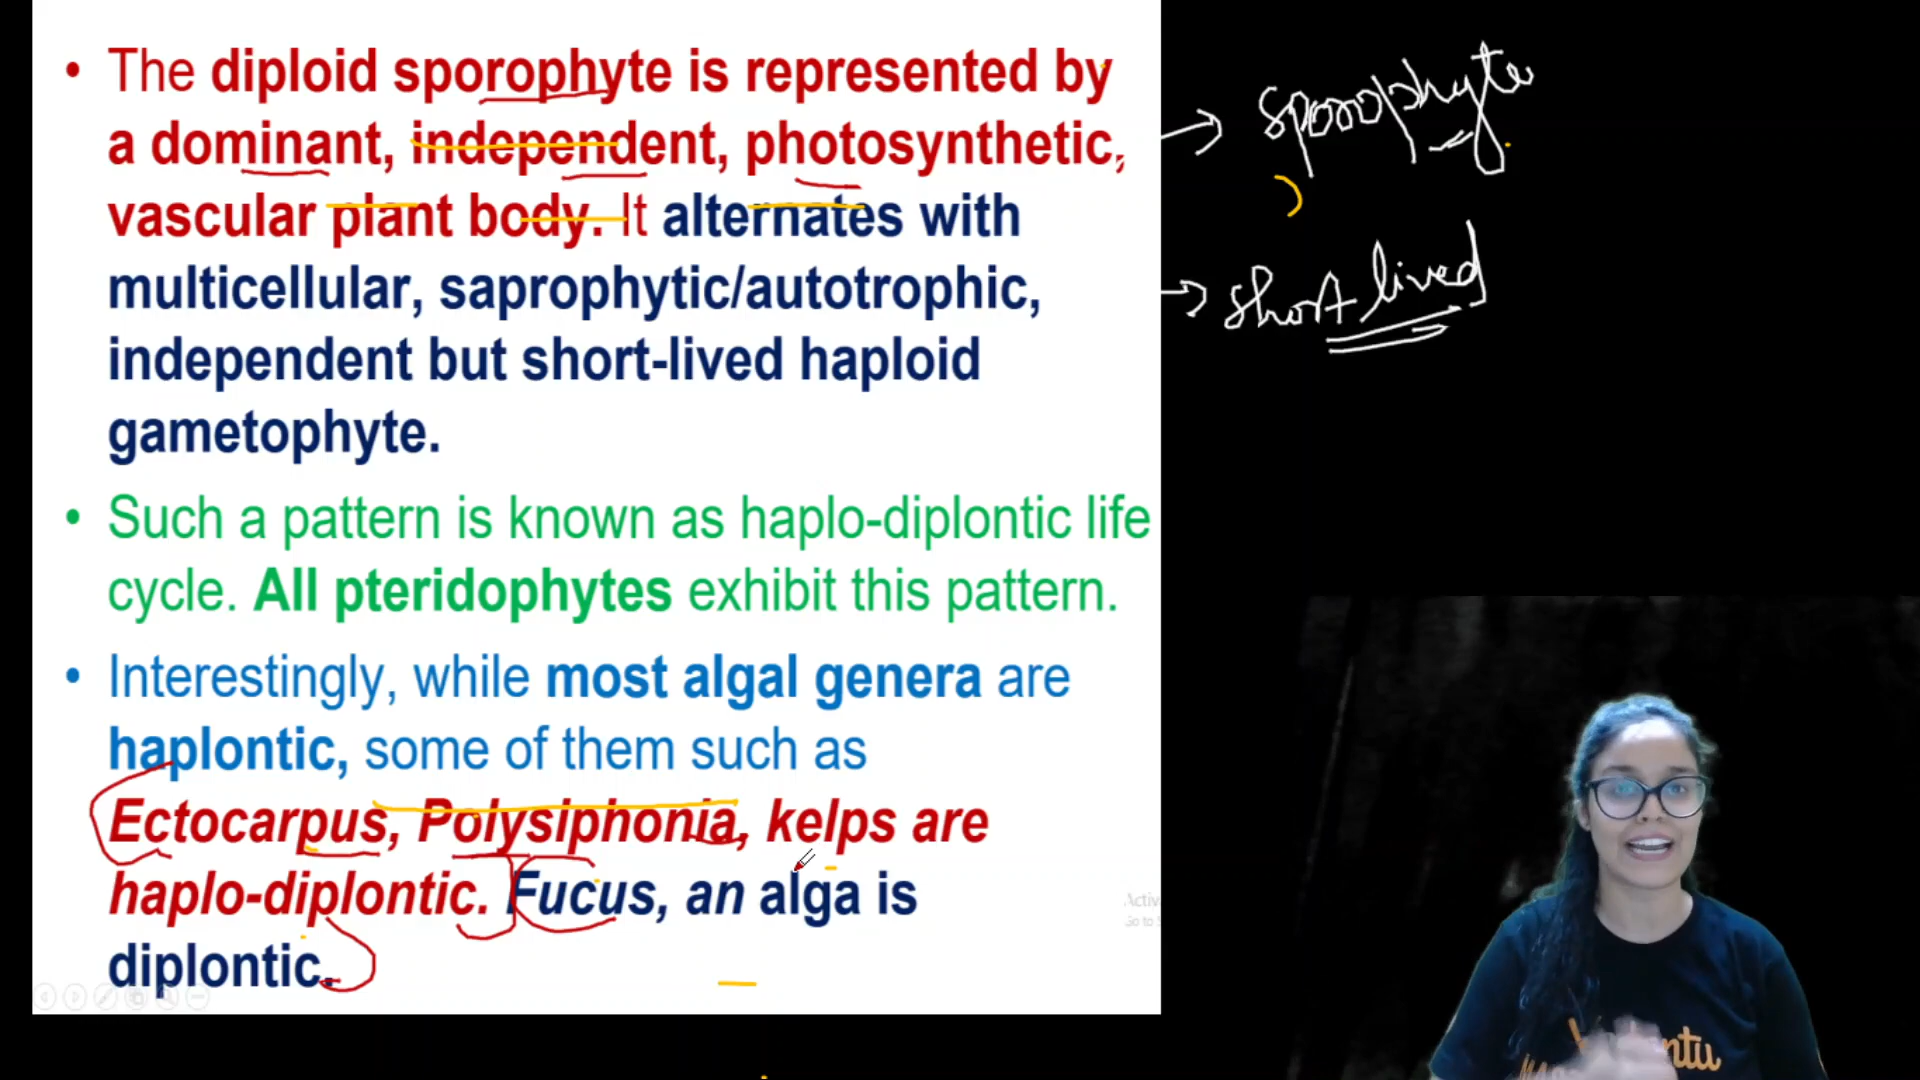 • The diploid sporophyte is represented by
a dominant, independent, photosynthetic,
vascular plant body. It alternates with
multicellular, saprophytic/autotrophic,
independent but short-lived haploid
gametophyte.
• Such a pattern is known as haplo-diplontic life
cycle. All pteridophytes exhibit this pattern.
• Interestingly, while most algal genera are
haplontic, some of them such as
Ectocarpus, Polysiphonia, kelps are
haplo-diplontic. Fucus, an alga is
diplontic.
→ sporophyte
→ short lived
Activ
Go to S